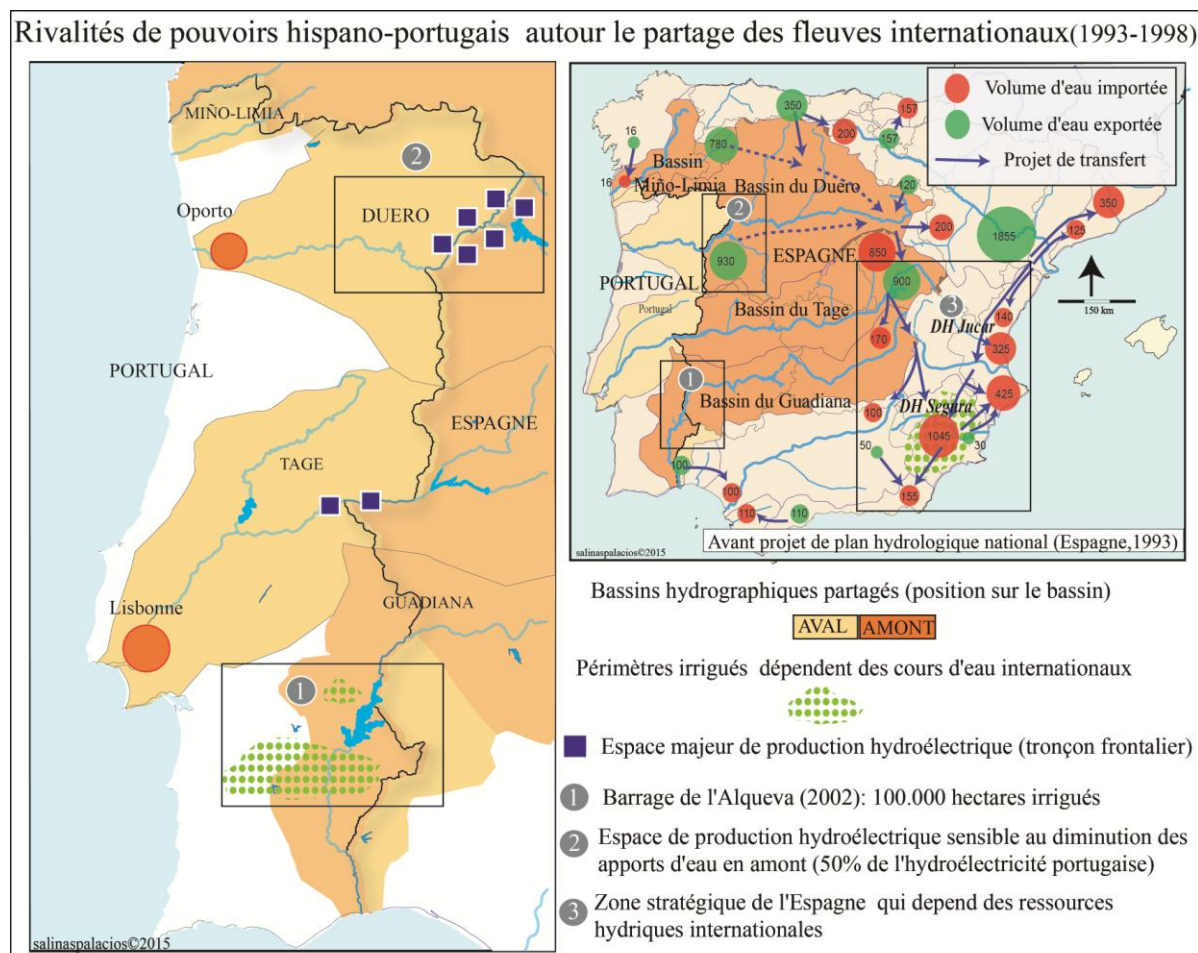 Rivalités de pouvoirs hispano-portugais autour le partage des fleuves internationaux(1993-1998)
MIÑO-LIMIA
2
Oporto
DUERO
PORTUGAL
ESPAGNE
TAGE
GUADIANA
Lisbonne
1
salinaspalacios©2015
Volume d'eau importée
Volume d'eau exportée
Projet de transfert
350
157
200
157
16
780
Bassin
16
Miño-Limia
Bassin du Duero
120
350
2
200
125
1855
930
ESPAGNE
850
PORTUGAL
900
150 km
Portugal
Bassin du Tage
3
140
DH Jucar
170
325
1
Bassin du Guadiana
425
100
DH Segura
1045
50
30
100
100
155
110
110
salinaspalacios©2015
Avant projet de plan hydrologique national (Espagne,1993)
Bassins hydrographiques partagés (position sur le bassin)
AVAL AMONT
Périmètres irrigués dépendent des cours d'eau internationaux
Espace majeur de production hydroélectrique (tronçon frontalier)
1 Barrage de l'Alqueva (2002): 100.000 hectares irrigués
2 Espace de production hydroélectrique sensible au diminution des
apports d'eau en amont (50% de l'hydroélectricité portugaise)
3 Zone stratégique de l'Espagne qui depend des ressources
hydriques internationales